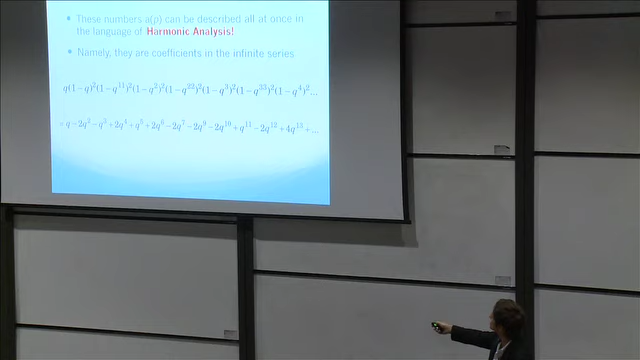 • These numbers a(p) can be described all at once in
the language of Harmonic Analysis!
• Namely, they are coefficients in the infinite series
q(1 − q)²(1 − q¹¹)²(1 − q²)²(1 − q²²)²(1 − q³)²(1 − q³³)²(1 − q⁴)²...
= q − 2q² − q³ + 2q⁴ + q⁵ + 2q⁶ − 2q⁷ − 2q⁹ − 2q¹⁰ + q¹¹ − 2q¹² + 4q¹³ + ...